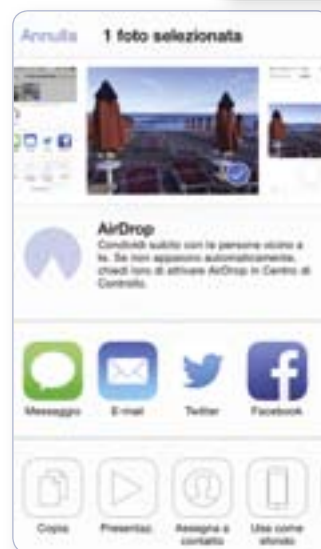 Annulla 1 foto selezionata
AirDrop
Condividi subito con le persone vicino a
te. Se non appaiono automaticamente,
chiedi loro di attivare AirDrop in Centro di
Controllo.
Messaggio E-mail Twitter Facebook
Copia Presentaz. Assegna a Usa come
contatto sfondo